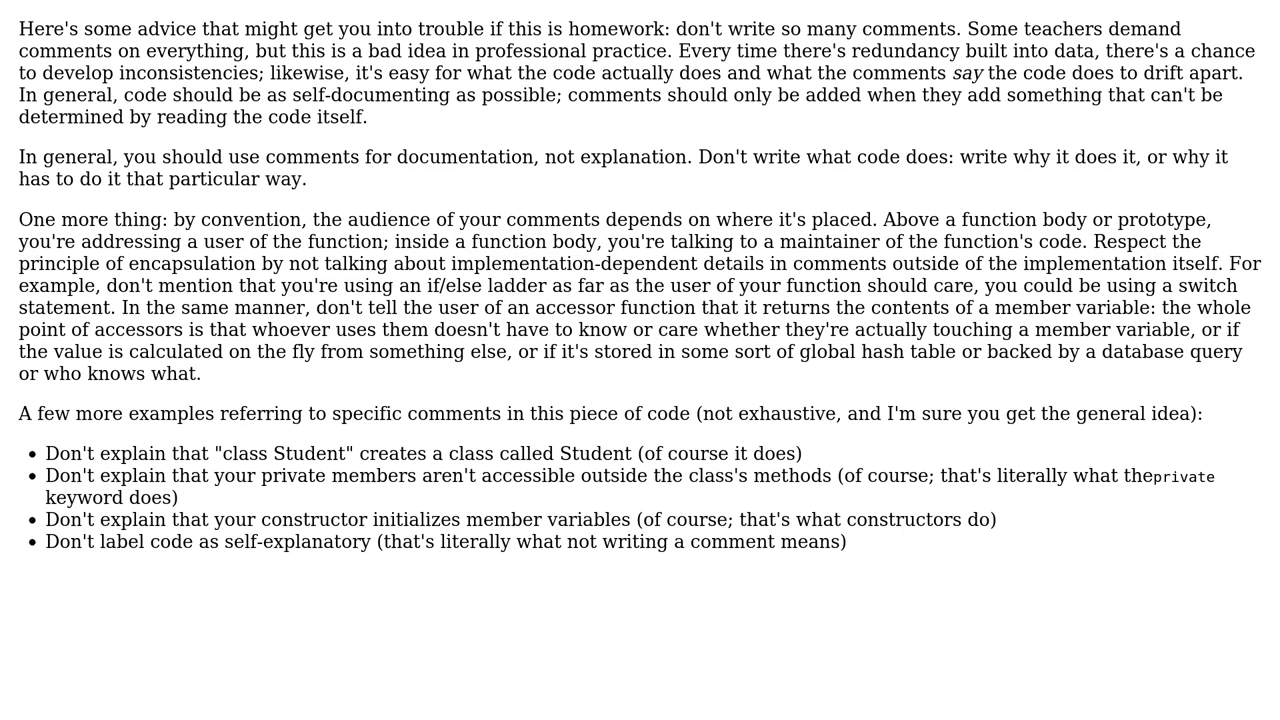 Here's some advice that might get you into trouble if this is homework: don't write so many comments. Some teachers demand
comments on everything, but this is a bad idea in professional practice. Every time there's redundancy built into data, there's a chance
to develop inconsistencies; likewise, it's easy for what the code actually does and what the comments say the code does to drift apart.
In general, code should be as self-documenting as possible; comments should only be added when they add something that can't be
determined by reading the code itself.
In general, you should use comments for documentation, not explanation. Don't write what code does: write why it does it, or why it
has to do it that particular way.
One more thing: by convention, the audience of your comments depends on where it's placed. Above a function body or prototype,
you're addressing a user of the function; inside a function body, you're talking to a maintainer of the function's code. Respect the
principle of encapsulation by not talking about implementation-dependent details in comments outside of the implementation itself. For
example, don't mention that you're using an if/else ladder as far as the user of your function should care, you could be using a switch
statement. In the same manner, don't tell the user of an accessor function that it returns the contents of a member variable: the whole
point of accessors is that whoever uses them doesn't have to know or care whether they're actually touching a member variable, or if
the value is calculated on the fly from something else, or if it's stored in some sort of global hash table or backed by a database query
or who knows what.
A few more examples referring to specific comments in this piece of code (not exhaustive, and I'm sure you get the general idea):
• Don't explain that "class Student" creates a class called Student (of course it does)
• Don't explain that your private members aren't accessible outside the class's methods (of course; that's literally what theprivate
keyword does)
• Don't explain that your constructor initializes member variables (of course; that's what constructors do)
• Don't label code as self-explanatory (that's literally what not writing a comment means)